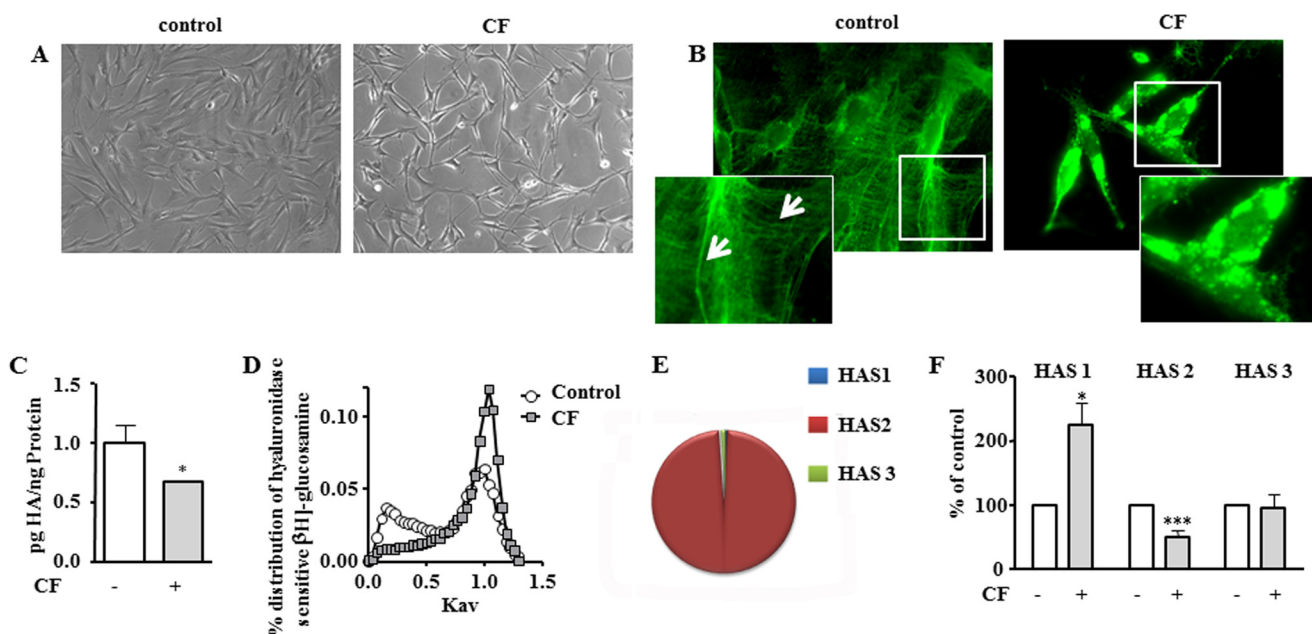 control
CF
control
CF
A
B
C
pg HA/ng Protein
1.5
1.0
0.5
0.0
*
CF - +
D
% distribution of hyaluronidase
sensitive [3H]-glucosamine
0.10
0.05
0.00
0.0 0.5 1.0 1.5
Kav
Control
CF
E
HAS1
HAS2
HAS 3
F
% of control
300
200
100
0
HAS 1 HAS 2 HAS 3
*
***
CF - + - + - +